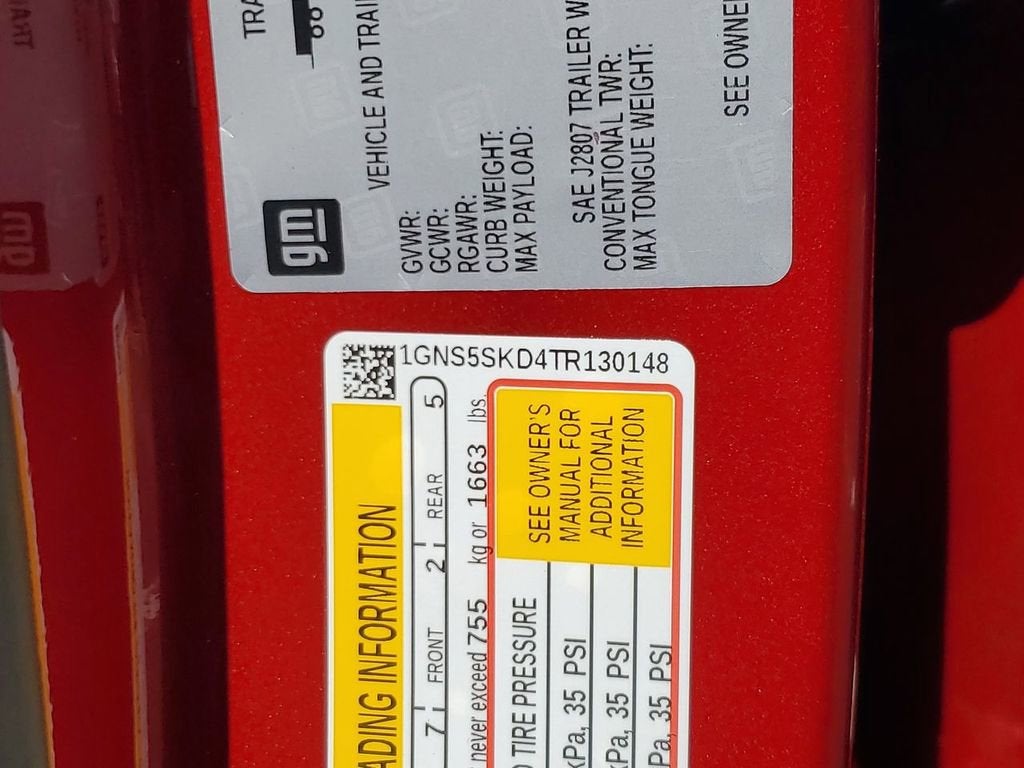 TRA
VEHICLE AND TRAI
gm
GVWR:
GCWR:
RGAWR:
CURB WEIGHT:
MAX PAYLOAD:
SAE J2807 TRAILER W
CONVENTIONAL TWR:
MAX TONGUE WEIGHT:
SEE OWNER
1GNS5SKD4TR130148
ADING INFORMATION
7 FRONT 2 REAR 5
never exceed 755 kg or 1663 lbs.
TIRE PRESSURE
SEE OWNER'S
MANUAL FOR
ADDITIONAL
INFORMATION
kPa, 35 PSI
kPa, 35 PSI
kPa, 35 PSI